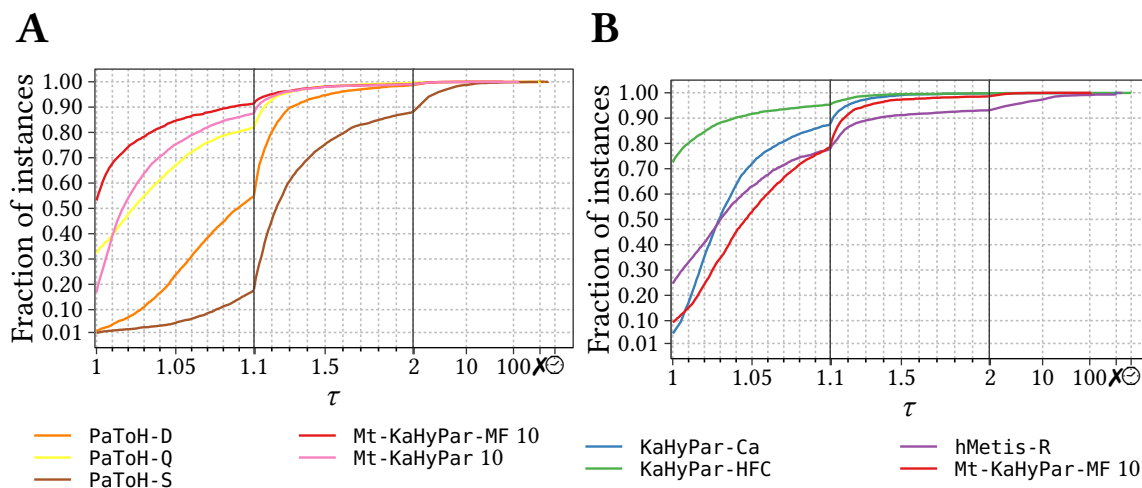 A
B
Fraction of instances
1.00
0.90
0.80
0.70
0.60
0.50
0.40
0.30
0.20
0.10
0.01
1 1.05 1.1 1.5 2 10 100 ✗
τ
PaToH-D
PaToH-Q
PaToH-S
Mt-KaHyPar-MF 10
Mt-KaHyPar 10
Fraction of instances
1.00
0.90
0.80
0.70
0.60
0.50
0.40
0.30
0.20
0.10
0.01
1 1.05 1.1 1.5 2 10 100 ✗
τ
KaHyPar-Ca
KaHyPar-HFC
hMetis-R
Mt-KaHyPar-MF 10